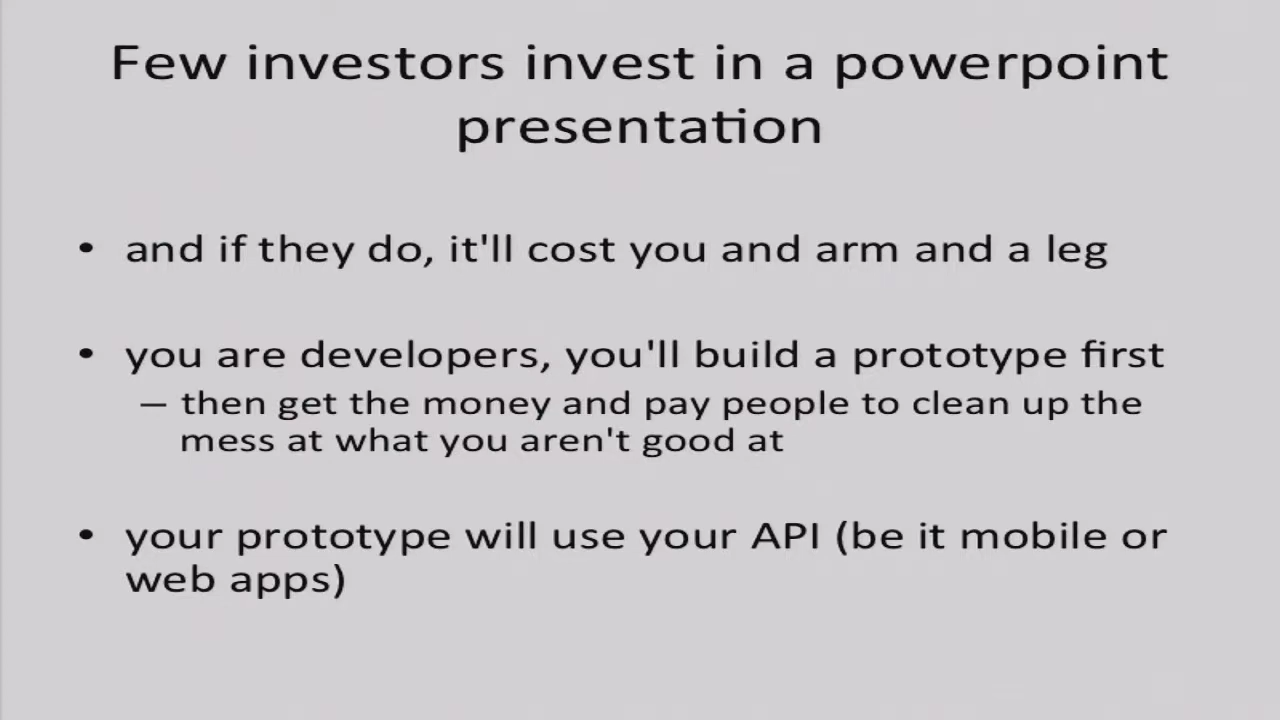 Few investors invest in a powerpoint
presentation
• and if they do, it'll cost you and arm and a leg
• you are developers, you'll build a prototype first
– then get the money and pay people to clean up the
mess at what you aren't good at
• your prototype will use your API (be it mobile or
web apps)